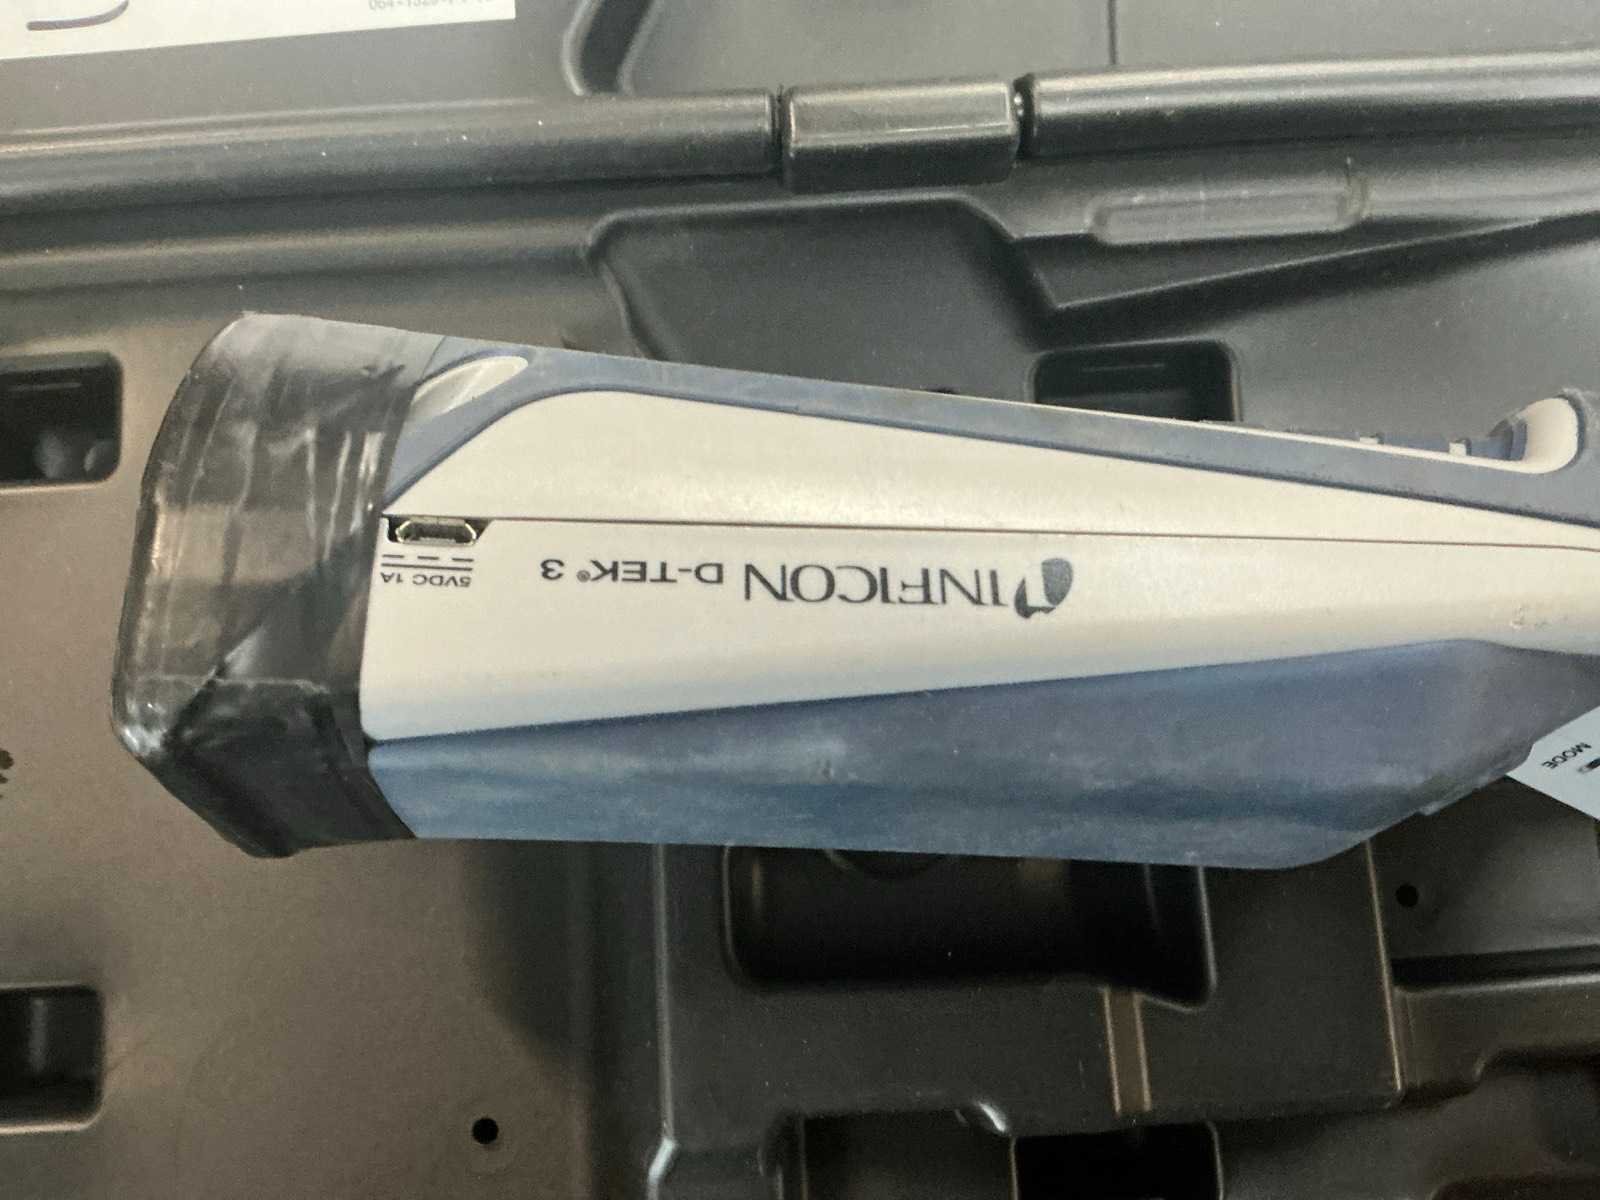 INFICON D-TEK® 3
5VDC 1A
MODE